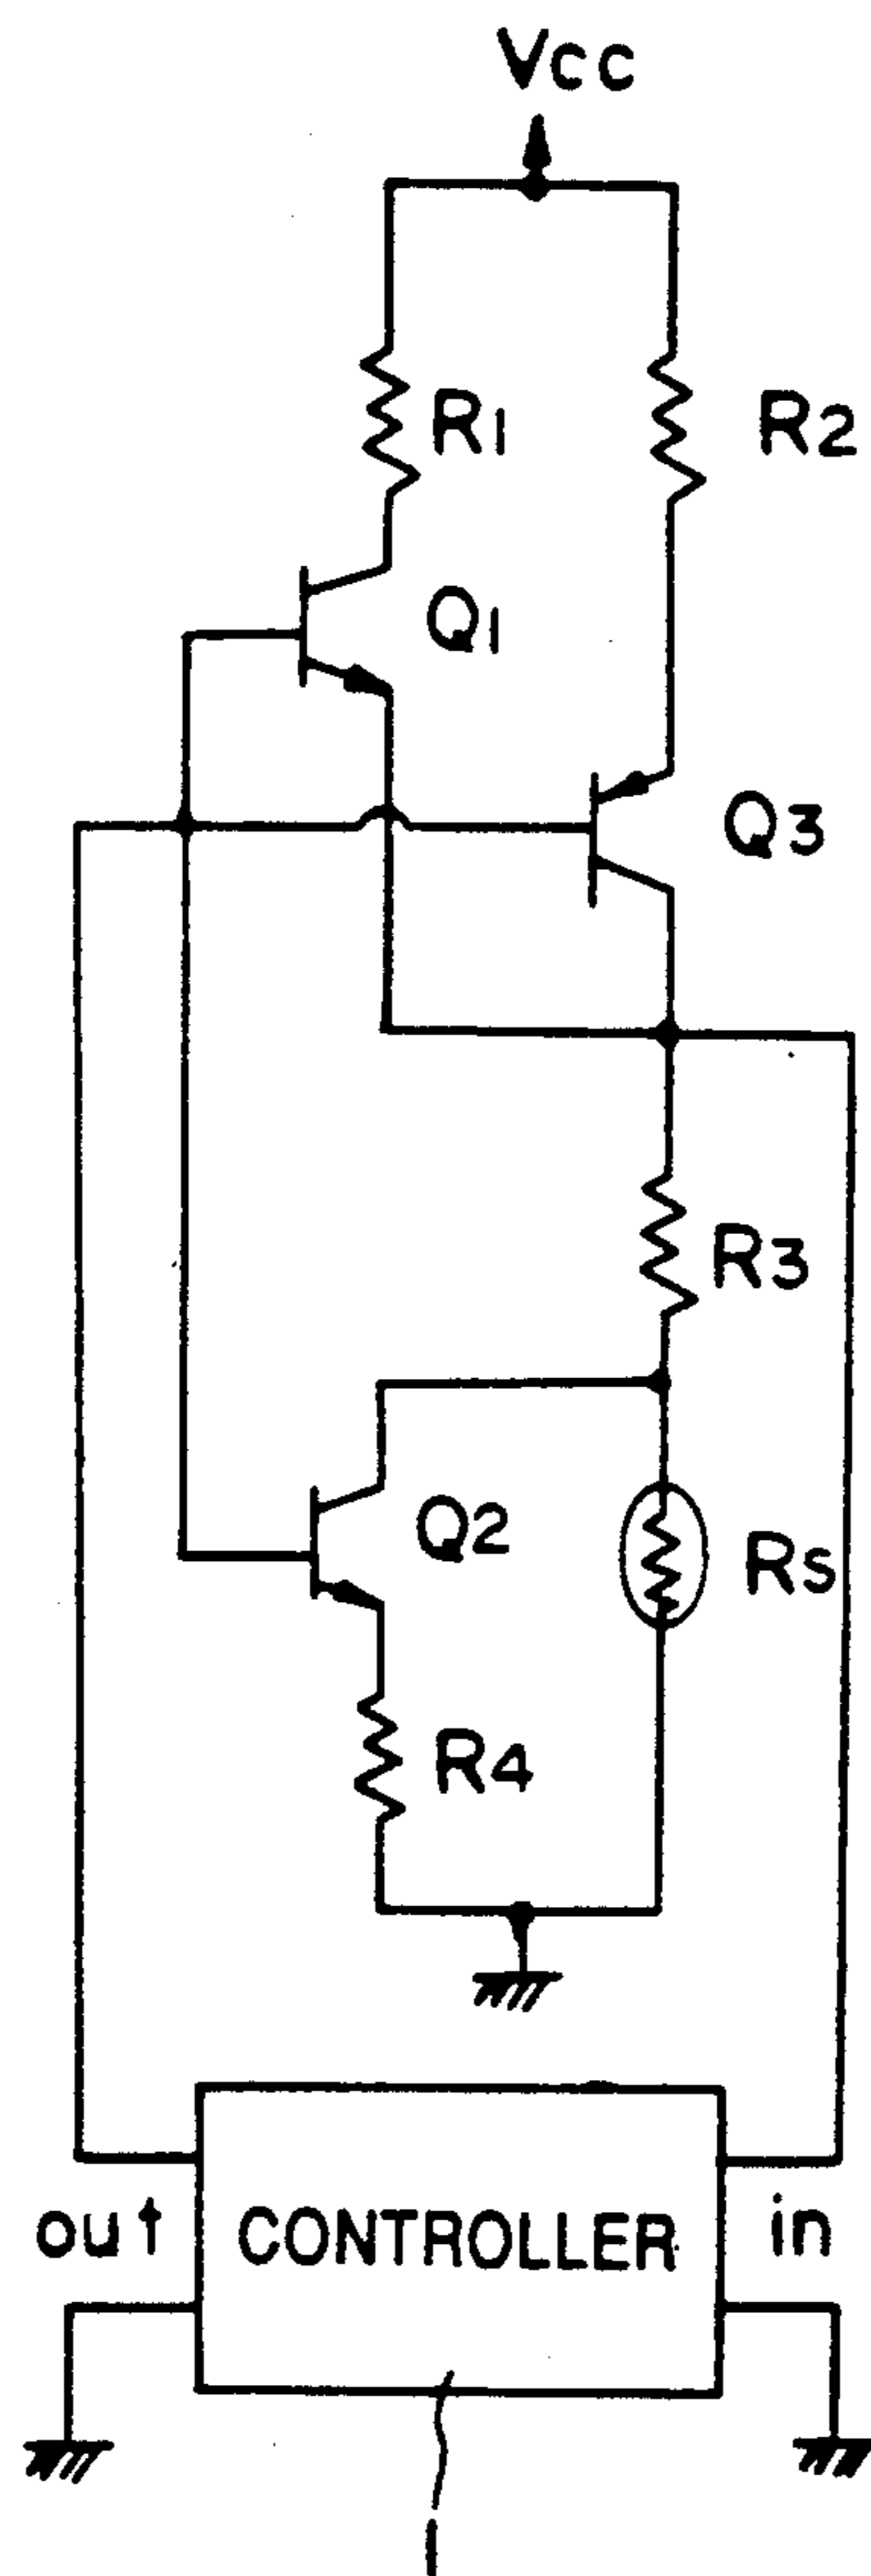 Vcc
R1
R2
Q1
Q3
R3
Q2
Rs
R4
out
CONTROLLER
in
1